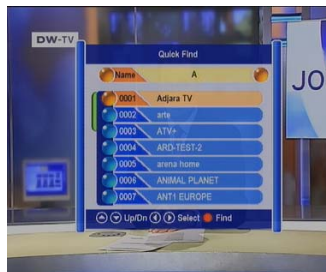 DW-TV
Quick Find
Name A
0001 Adjara TV
0002 arte
0003 ATV+
0004 ARD-TEST-2
0005 arena home
0006 ANIMAL PLANET
0007 ANT1 EUROPE
Up/Dn Select Find
JO